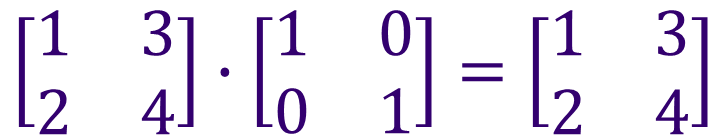 [1 3] · [1 0] = [1 3]
[2 4] [0 1] [2 4]